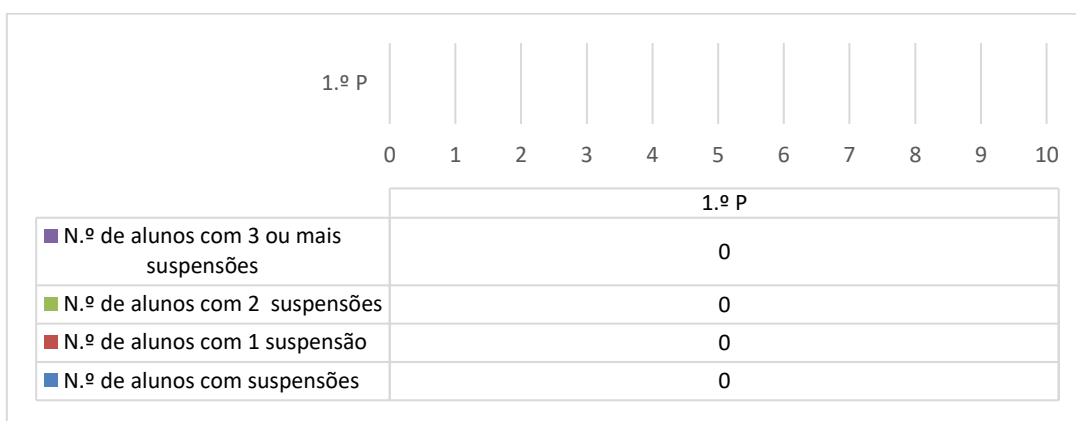 1.º P
0 1 2 3 4 5 6 7 8 9 10
1.º P
N.º de alunos com 3 ou mais
suspensões
0
N.º de alunos com 2  suspensões 0
N.º de alunos com 1 suspensão 0
N.º de alunos com suspensões 0